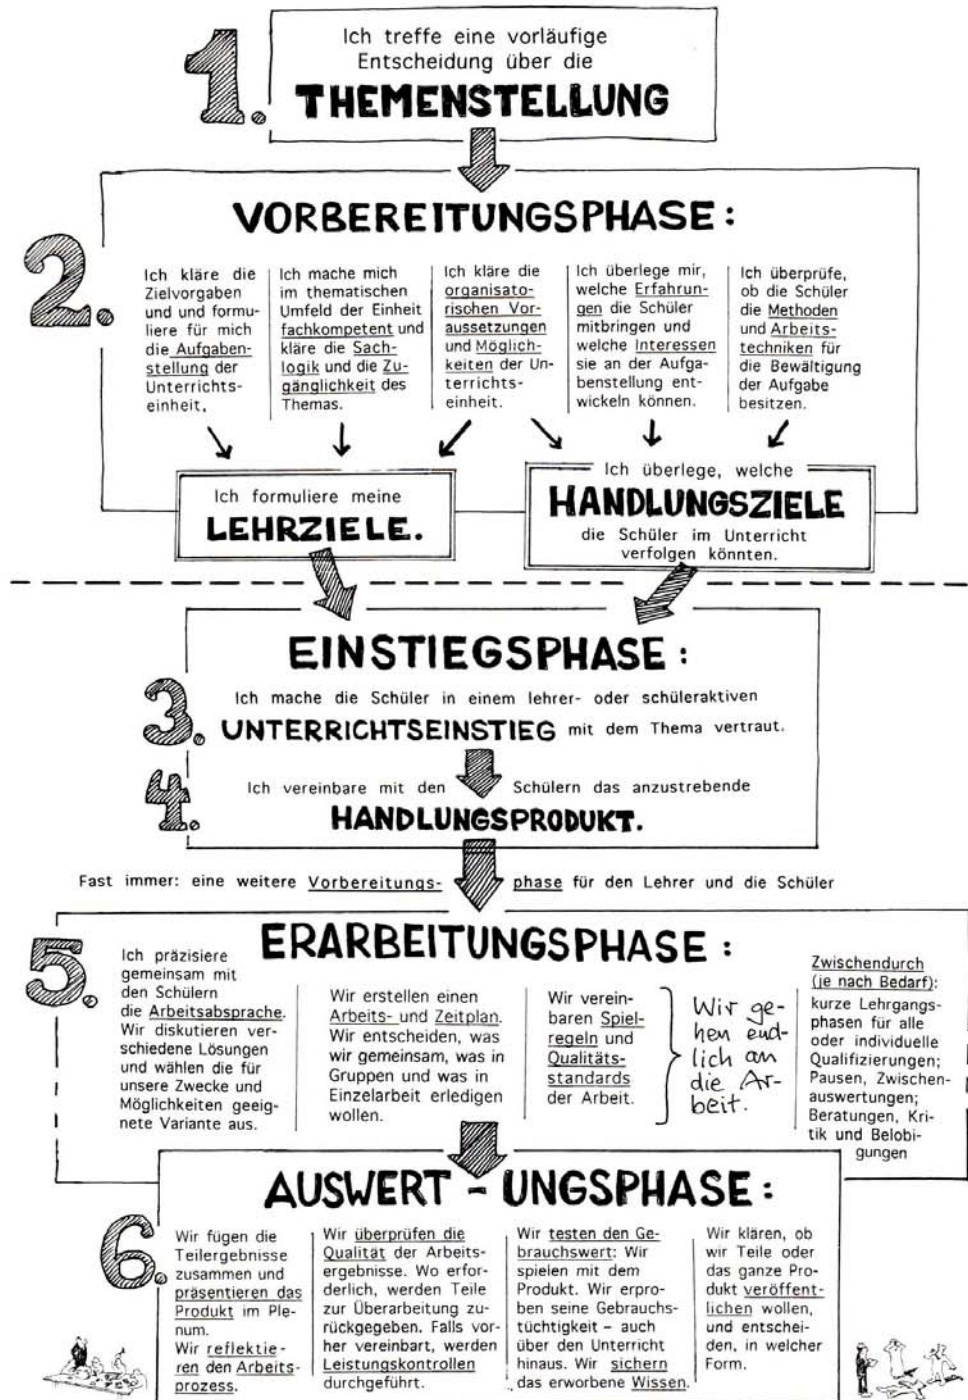 1.
Ich treffe eine vorläufige
Entscheidung über die
THEMENSTELLUNG
2.
VORBEREITUNGSPHASE:
Ich kläre die
Zielvorgaben
und und formu-
liere für mich
die Aufgaben-
stellung der
Unterrichts-
einheit.
Ich mache mich
im thematischen
Umfeld der Einheit
fachkompetent und
kläre die Sach-
logik und die Zu-
gänglichkeit des
Themas.
Ich kläre die
organisato-
rischen Vor-
aussetzungen
und Möglich-
keiten der Un-
terrichts-
einheit.
Ich überlege mir,
welche Erfahrun-
gen die Schüler
mitbringen und
welche Interessen
sie an der Aufga-
benstellung ent-
wickeln können.
Ich überprüfe,
ob die Schüler
die Methoden
und Arbeits-
techniken für
die Bewältigung
der Aufgabe
besitzen.
Ich formuliere meine
LEHRZIELE.
Ich überlege, welche
HANDLUNGSZIELE
die Schüler im Unterricht
verfolgen könnten.
EINSTIEGSPHASE:
3.
Ich mache die Schüler in einem lehrer- oder schüleraktiven
UNTERRICHTSEINSTIEG mit dem Thema vertraut.
4.
Ich vereinbare mit den Schülern das anzustrebende
HANDLUNGSPRODUKT.
Fast immer: eine weitere Vorbereitungs- phase für den Lehrer und die Schüler
5.
ERARBEITUNGSPHASE:
Ich präzisiere
gemeinsam mit
den Schülern
die Arbeitsabsprache.
Wir diskutieren ver-
schiedene Lösungen
und wählen die für
unsere Zwecke und
Möglichkeiten geeig-
nete Variante aus.
Wir erstellen einen
Arbeits- und Zeitplan.
Wir entscheiden, was
wir gemeinsam, was in
Gruppen und was in
Einzelarbeit erledigen
wollen.
Wir verein-
baren Spiel-
regeln und
Qualitäts-
standards
der Arbeit.
Wir ge-
hen end-
lich an
die Ar-
beit.
Zwischendurch
(je nach Bedarf):
kurze Lehrgangs-
phasen für alle
oder individuelle
Qualifizierungen;
Pausen, Zwischen-
auswertungen;
Beratungen, Kri-
tik und Belobi-
gungen
6.
AUSWERT - UNGSPHASE:
Wir fügen die
Teilergebnisse
zusammen und
präsentieren das
Produkt im Ple-
num.
Wir reflektie-
ren den Arbeits-
prozess.
Wir überprüfen die
Qualität der Arbeits-
ergebnisse. Wo erfor-
derlich, werden Teile
zur Überarbeitung zu-
rückgegeben. Falls vor-
her vereinbart, werden
Leistungskontrollen
durchgeführt.
Wir testen den Ge-
brauchswert: Wir
spielen mit dem
Produkt. Wir erpro-
ben seine Gebrauchs-
tüchtigkeit – auch
über den Unterricht
hinaus. Wir sichern
das erworbene Wissen.
Wir klären, ob
wir Teile oder
das ganze Pro-
dukt veröffent-
lichen wollen,
und entschei-
den, in welcher
Form.